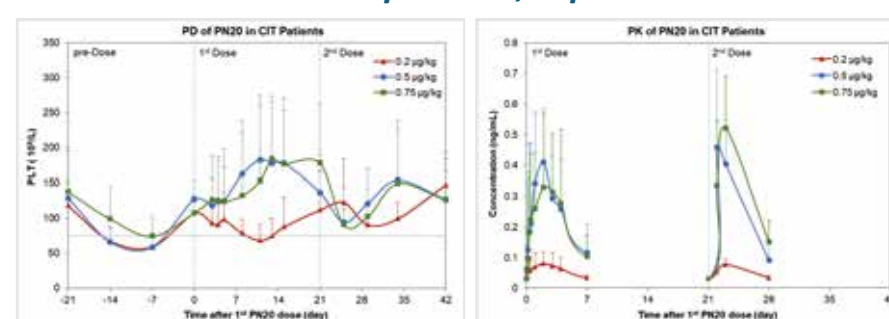 PD of PN20 in CIT Patients
350
300
250
200
150
100
50
0
PLT ( 10⁹/L)
pre-Dose
1st Dose
2nd Dose
0.2 µg/kg
0.5 µg/kg
0.75 µg/kg
-21 -14 -7 0 7 14 21 28 35 42
Time after 1st PN20 dose (day)
PK of PN20 in CIT Patients
0.8
0.7
0.6
0.5
0.4
0.3
0.2
0.1
0
Concentration (ng/mL)
1st Dose
2nd Dose
0.2 µg/kg
0.75 µg/kg
0 7 14 21 28
Time after 1st PN20 dose (day)